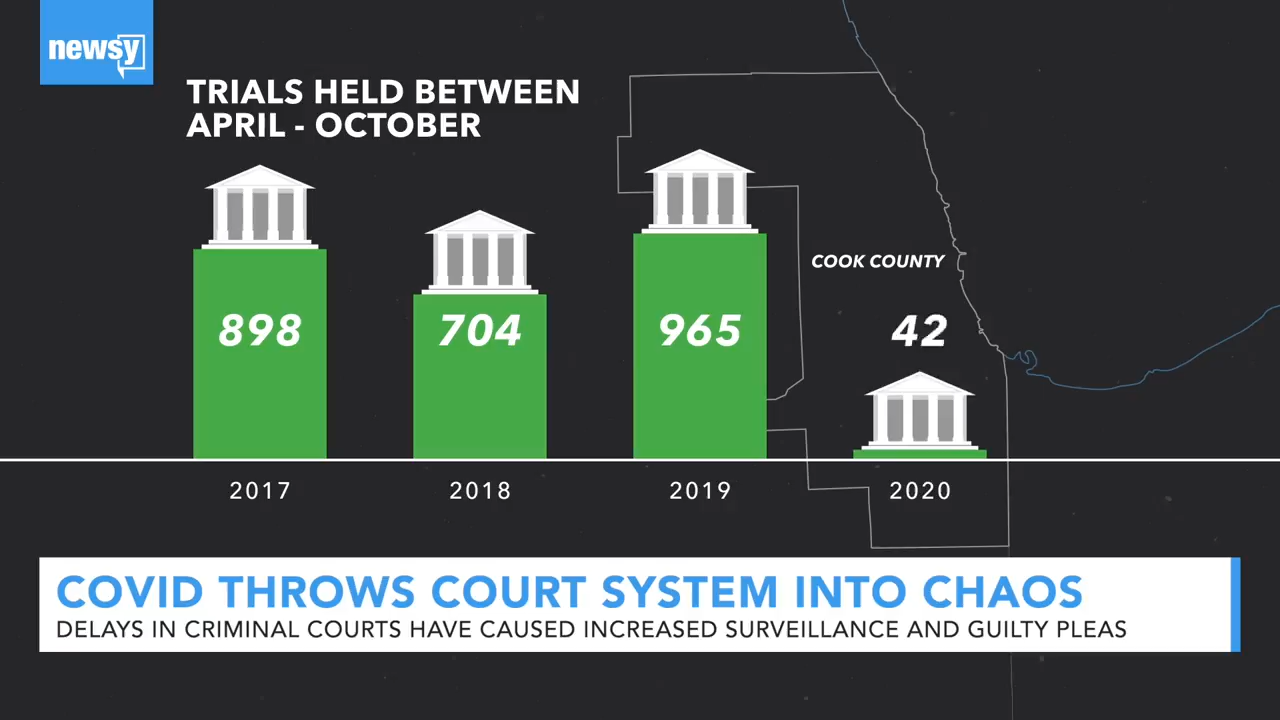 newsy
TRIALS HELD BETWEEN
APRIL - OCTOBER
COOK COUNTY
898
704
965
42
2017
2018
2019
2020
COVID THROWS COURT SYSTEM INTO CHAOS
DELAYS IN CRIMINAL COURTS HAVE CAUSED INCREASED SURVEILLANCE AND GUILTY PLEAS